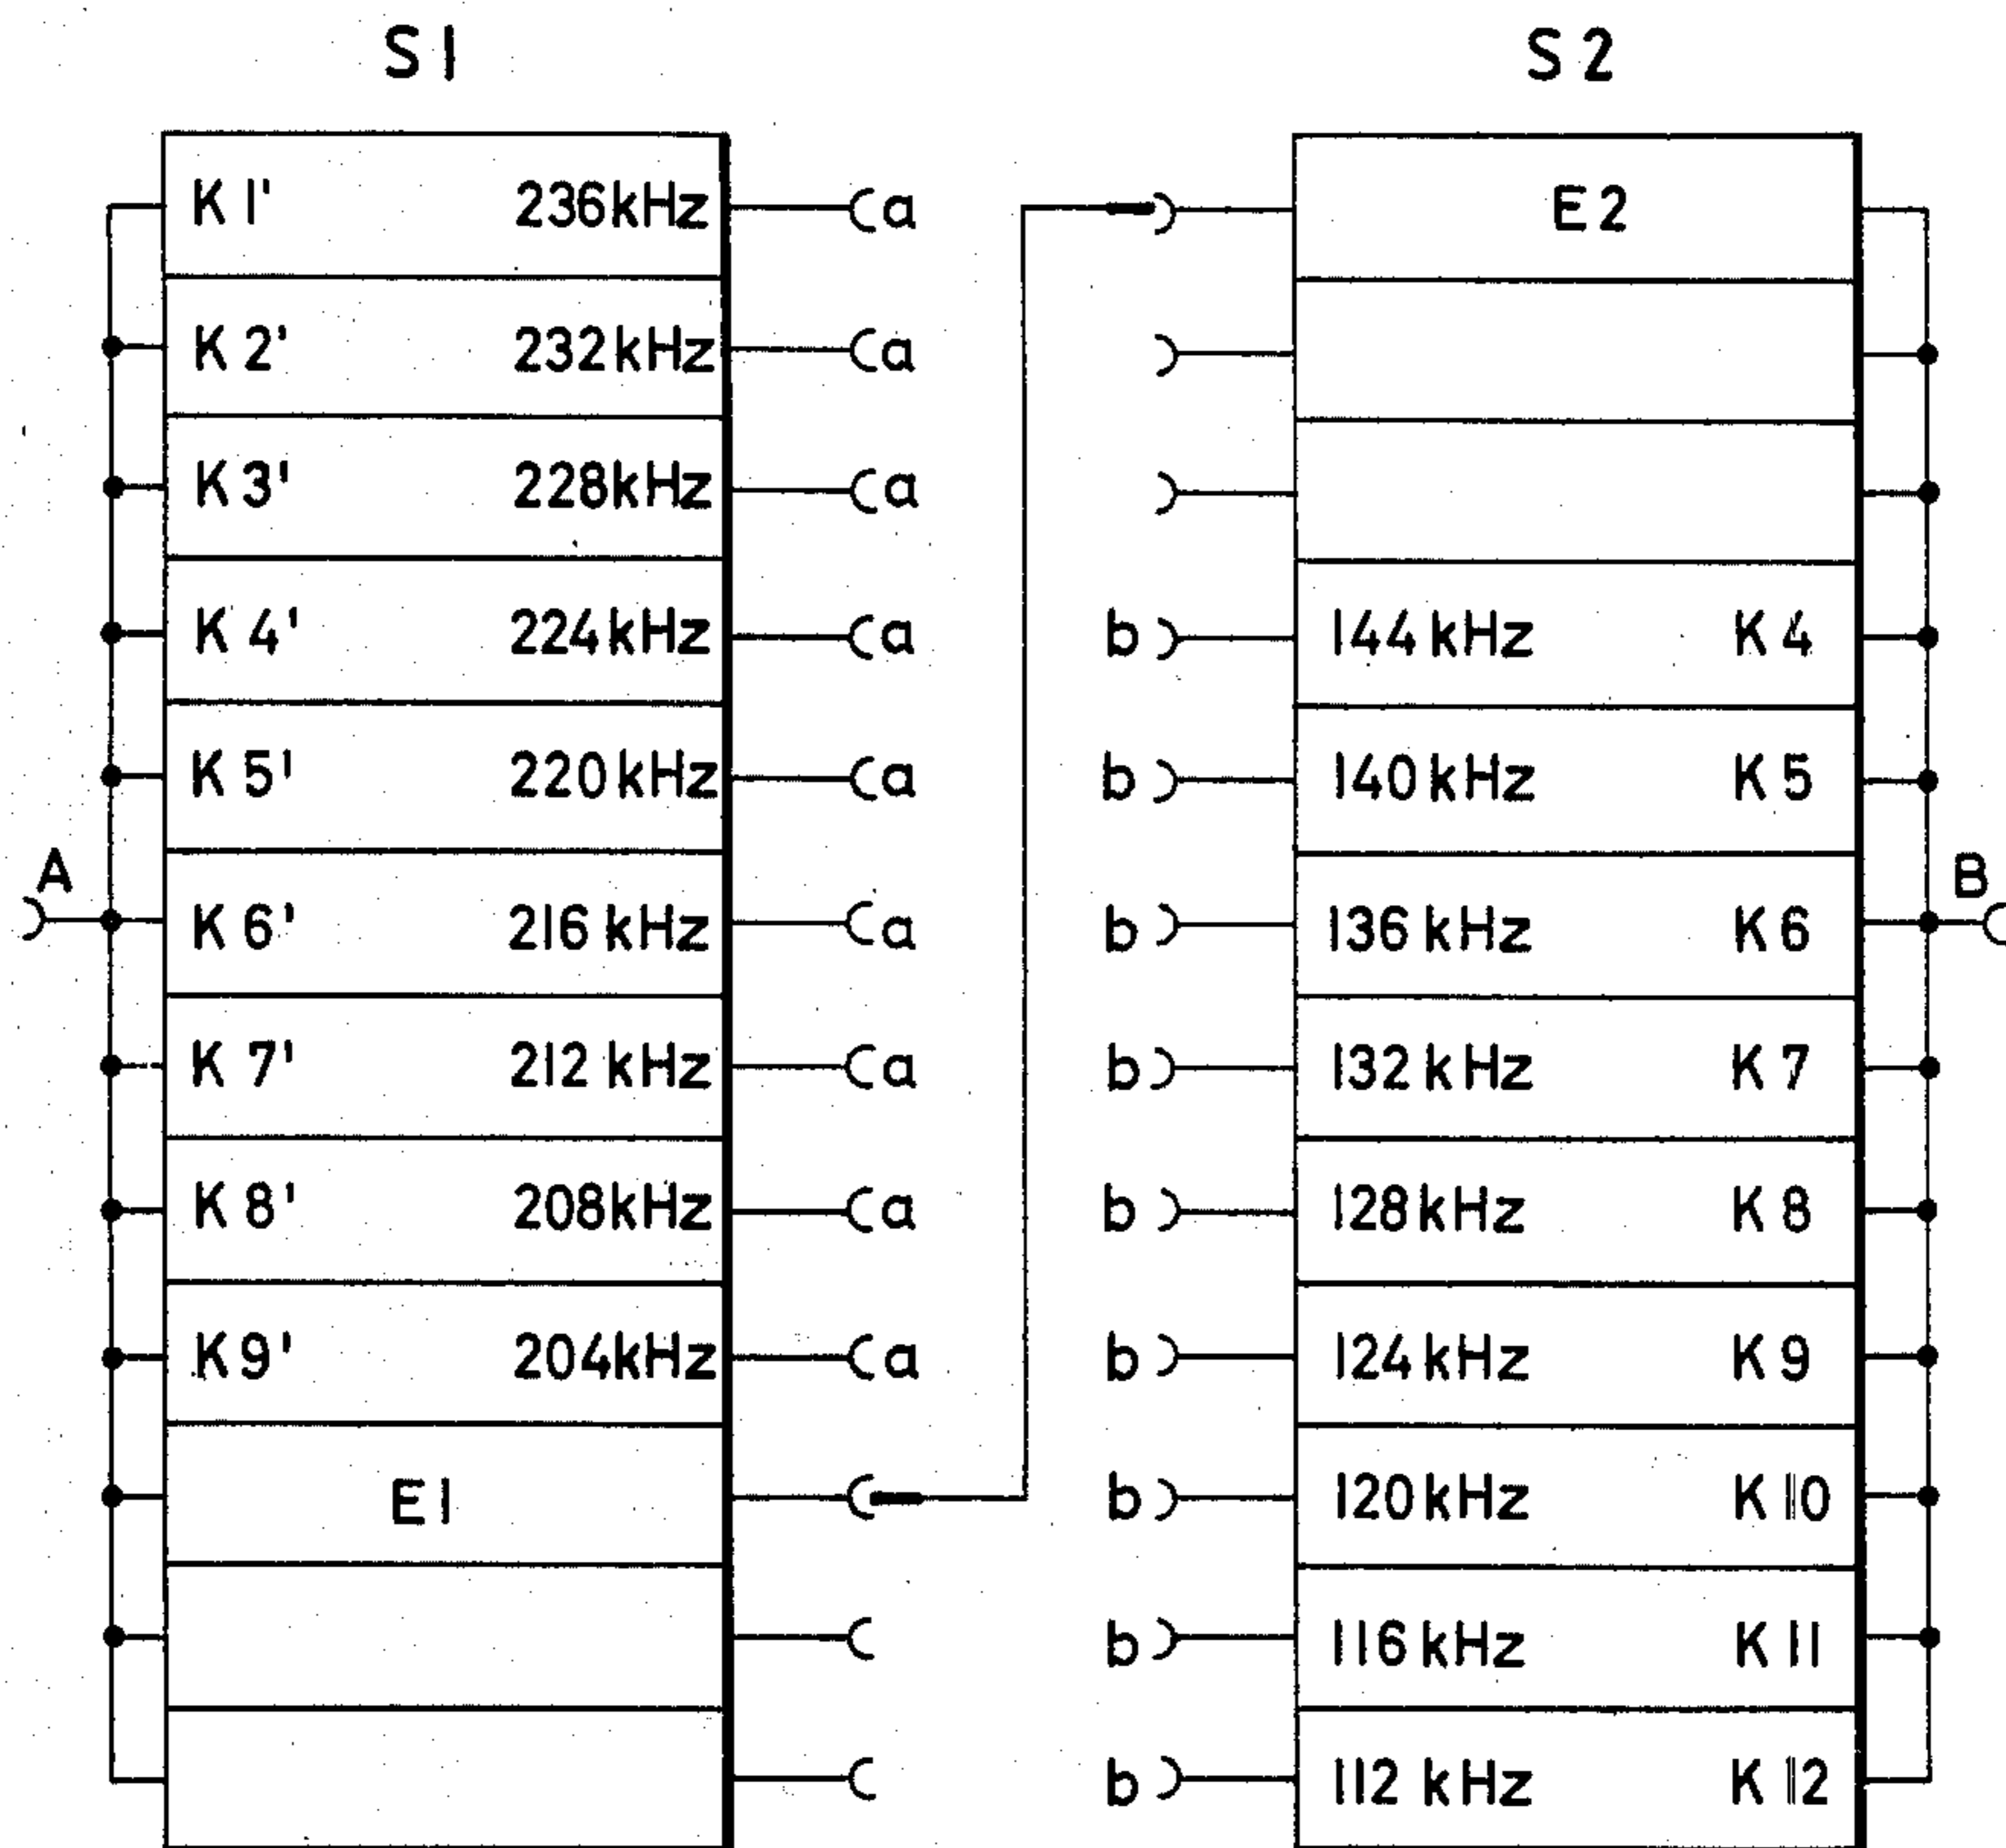 S1
K1' 236kHz a
K2' 232kHz a
K3' 228kHz a
K4' 224kHz a
K5' 220kHz a
A
K6' 216kHz a
K7' 212kHz a
K8' 208kHz a
K9' 204kHz a
E1
S2
E2
b 144kHz K4
b 140kHz K5
b 136kHz K6
B
b 132kHz K7
b 128kHz K8
b 124kHz K9
b 120kHz K10
b 116kHz K11
b 112kHz K12